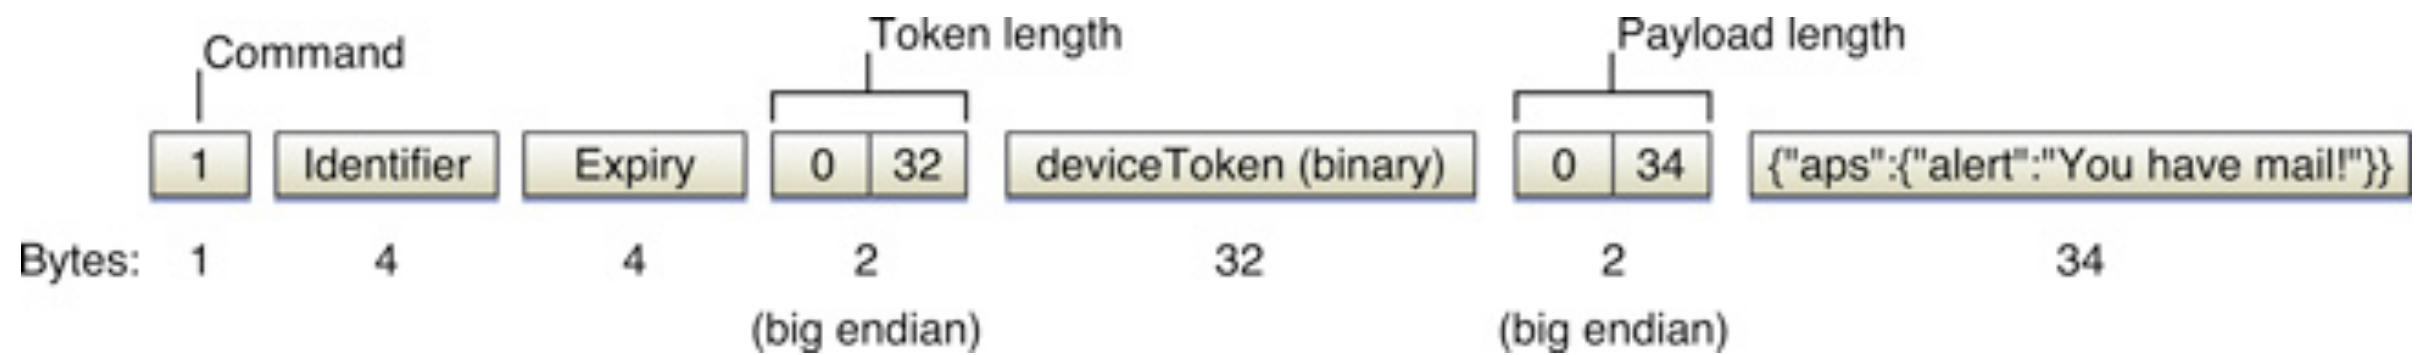 Command Token length Payload length
1 Identifier Expiry 0 32 deviceToken (binary) 0 34 {"aps":{"alert":"You have mail!"}}
Bytes: 1 4 4 2 32 2 34
(big endian) (big endian)